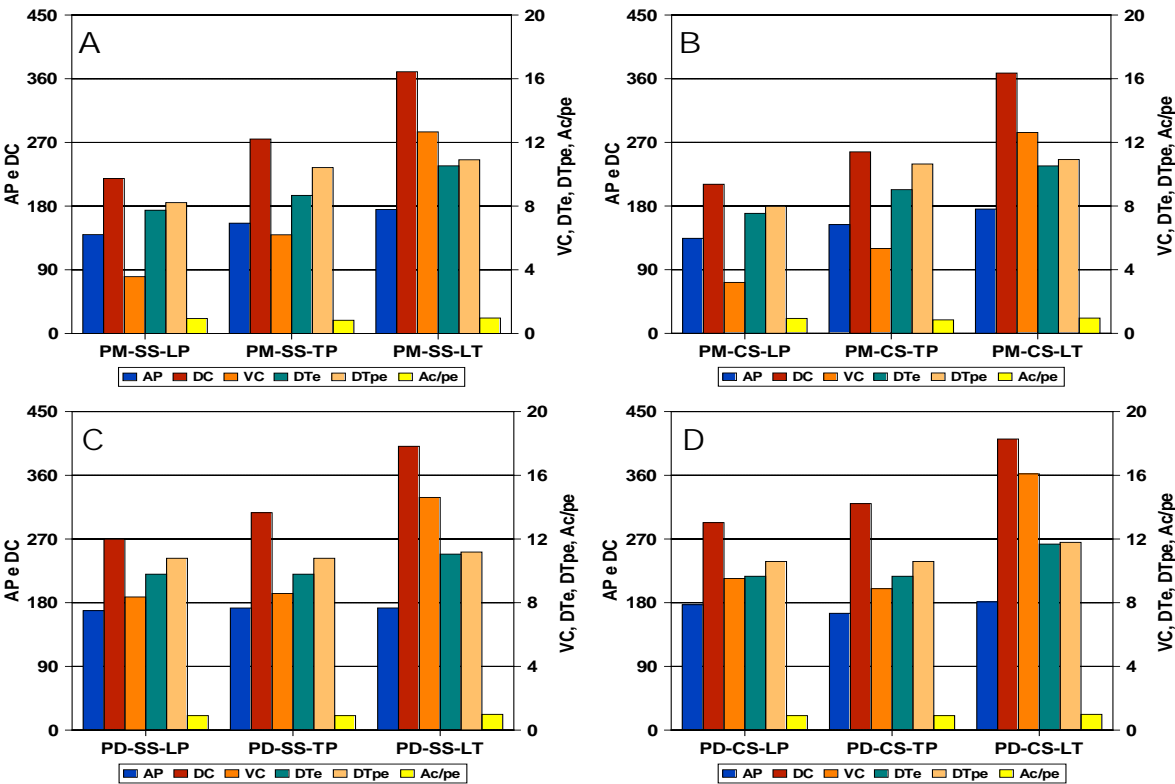 A
AP e DC
450
360
270
180
90
0
20
16
12
8
4
0
VC, DTe, DTpe, Ac/pe
PM-SS-LP PM-SS-TP PM-SS-LT
AP DC VC DTe DTpe Ac/pe
B
AP e DC
450
360
270
180
90
0
20
16
12
8
4
0
VC, DTe, DTpe, Ac/pe
PM-CS-LP PM-CS-TP PM-CS-LT
AP DC VC DTe DTpe Ac/pe
C
AP e DC
450
360
270
180
90
0
20
16
12
8
4
0
VC, DTe, DTpe, Ac/pe
PD-SS-LP PD-SS-TP PD-SS-LT
AP DC VC DTe DTpe Ac/pe
D
AP e DC
450
360
270
180
90
0
20
16
12
8
4
0
VC, DTe, DTpe, Ac/pe
PD-CS-LP PD-CS-TP PD-CS-LT
AP DC VC DTe DTpe Ac/pe